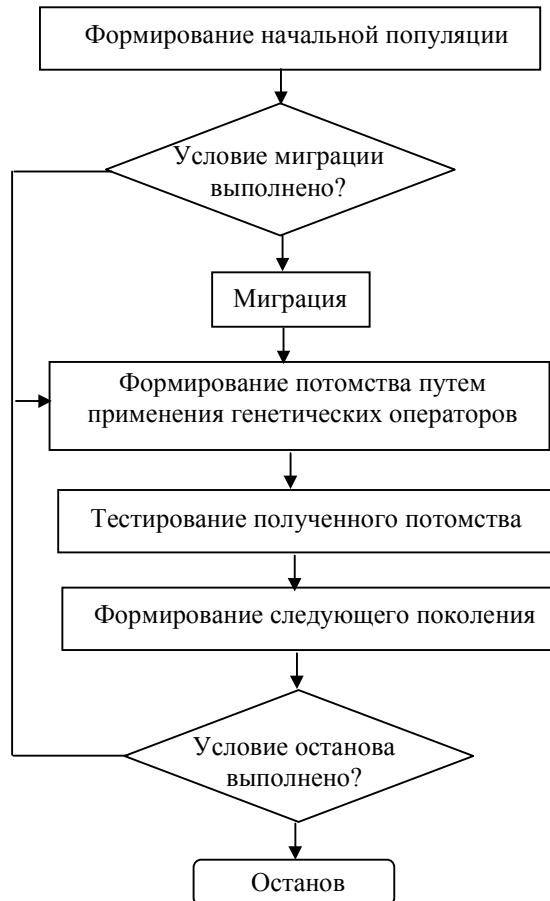 Формирование начальной популяции
Условие миграции
выполнено?
Миграция
Формирование потомства путем
применения генетических операторов
Тестирование полученного потомства
Формирование следующего поколения
Условие останова
выполнено?
Останов